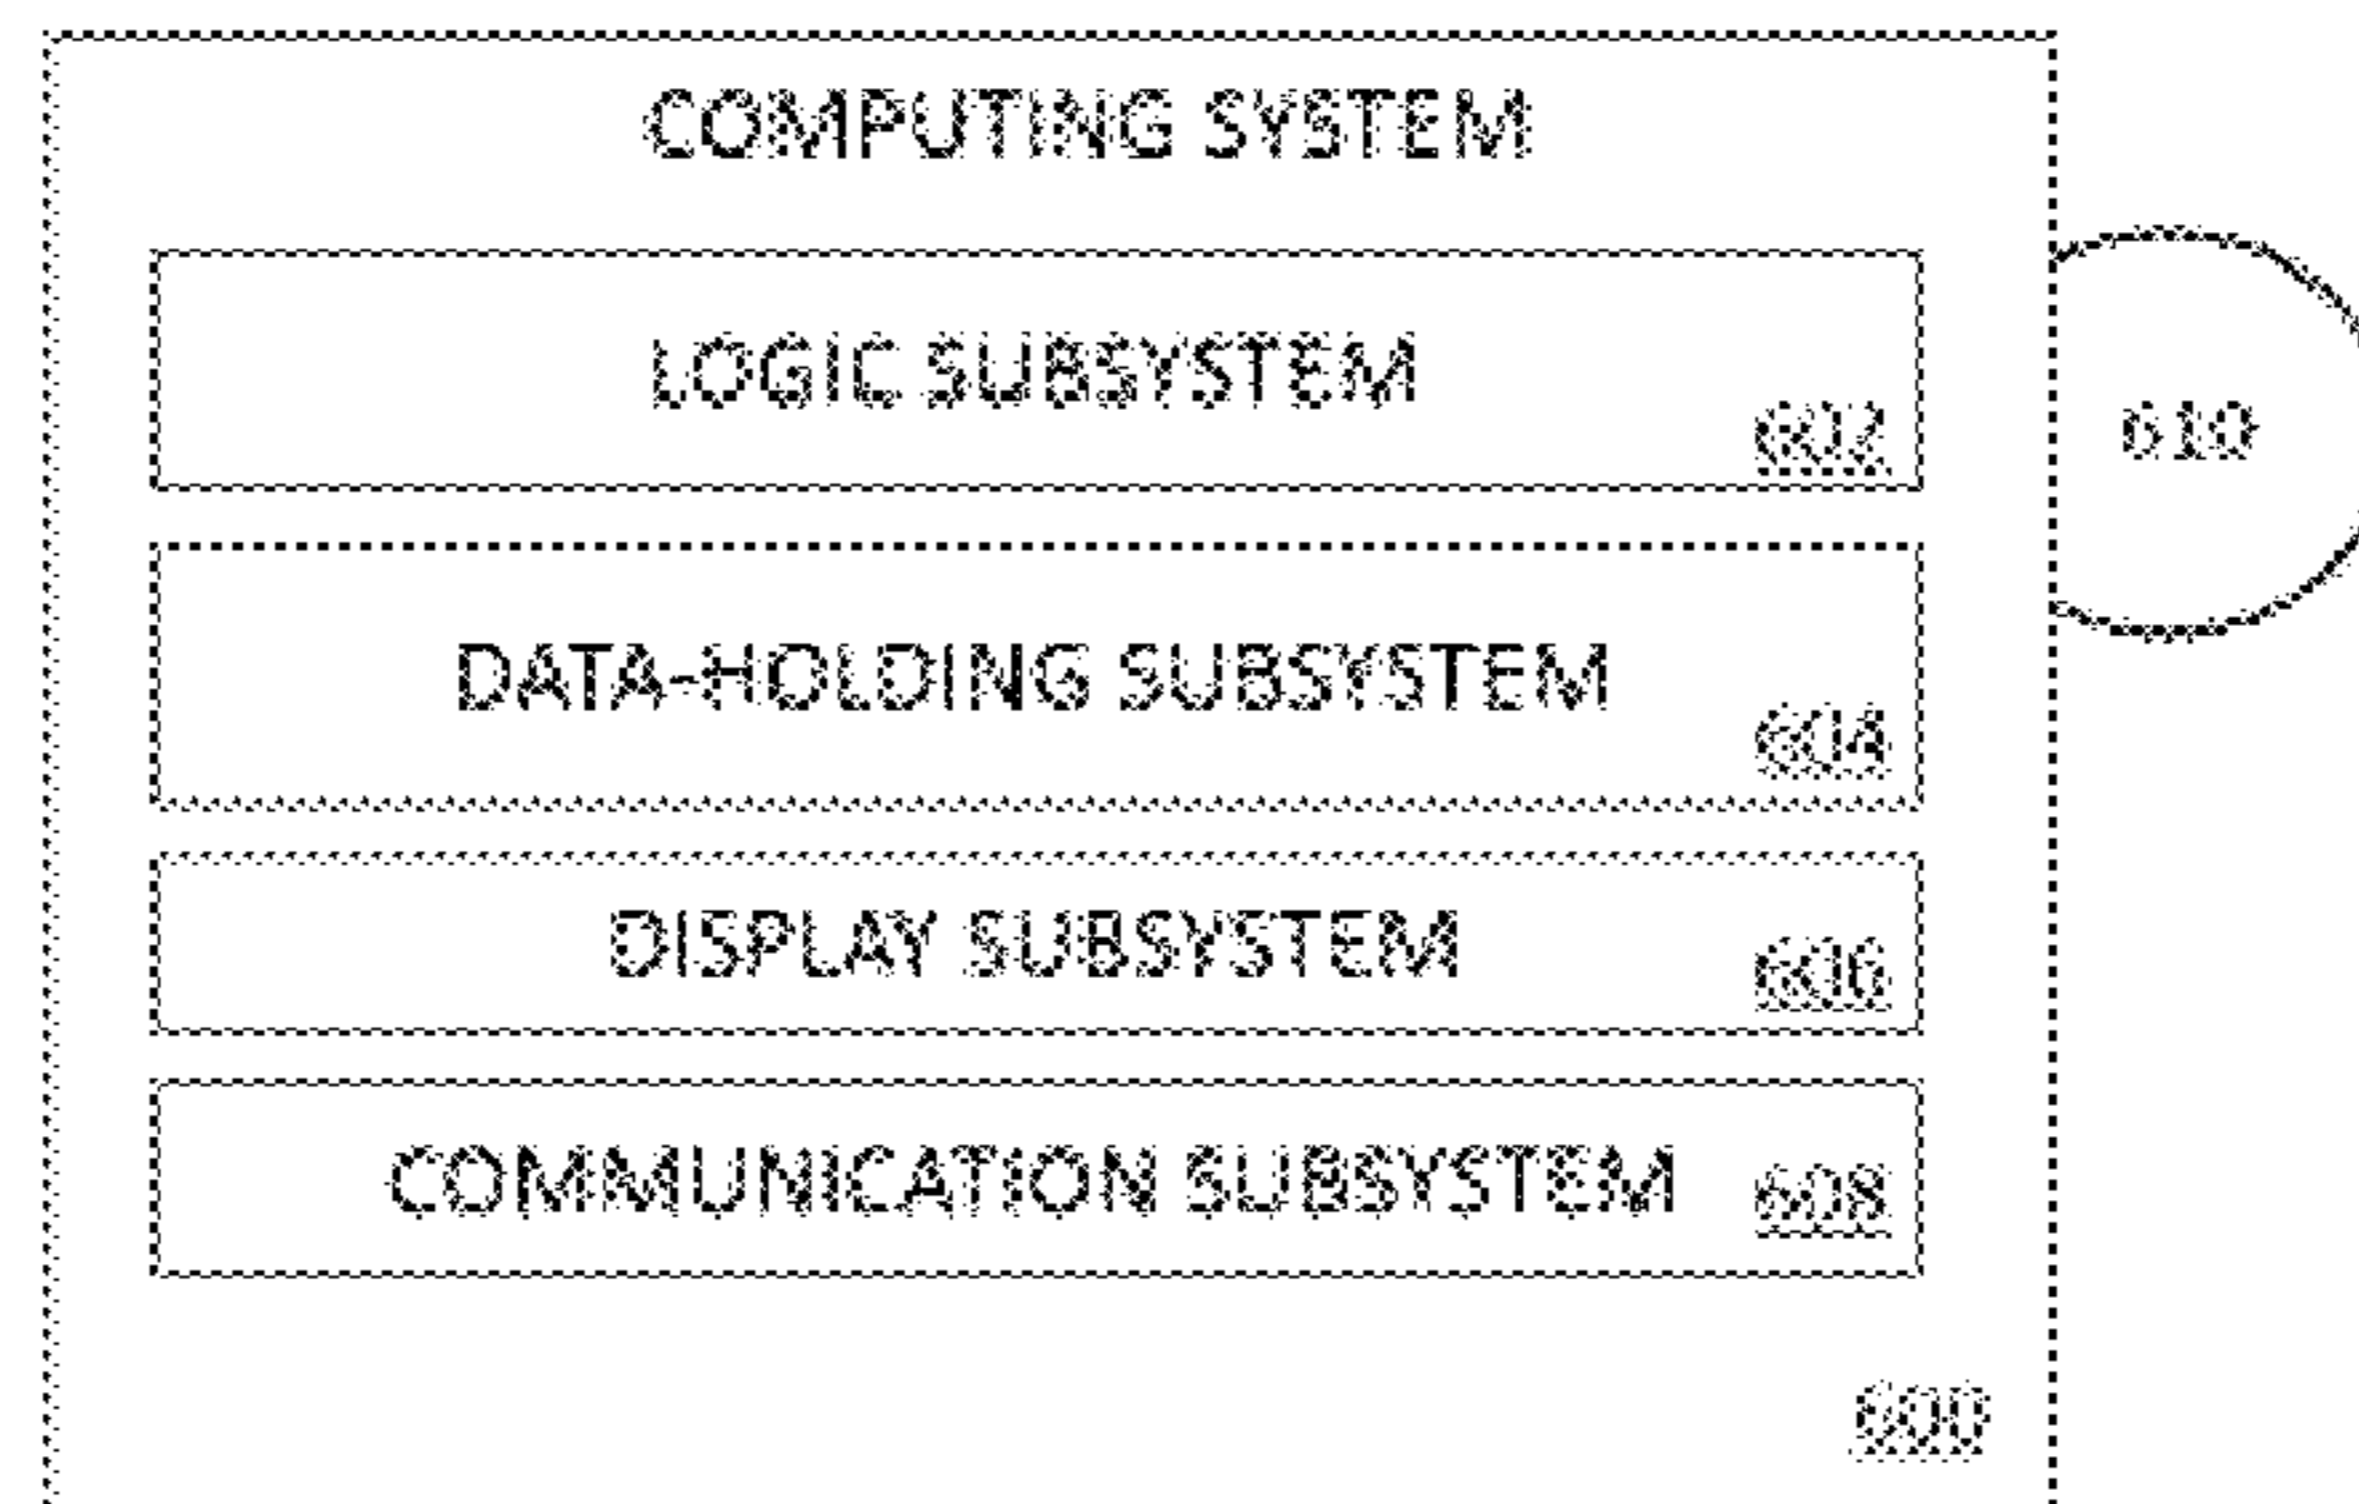 COMPUTING SYSTEM
LOGIC SUBSYSTEM
602
610
DATA-HOLDING SUBSYSTEM
604
DISPLAY SUBSYSTEM
606
COMMUNICATION SUBSYSTEM 608
600